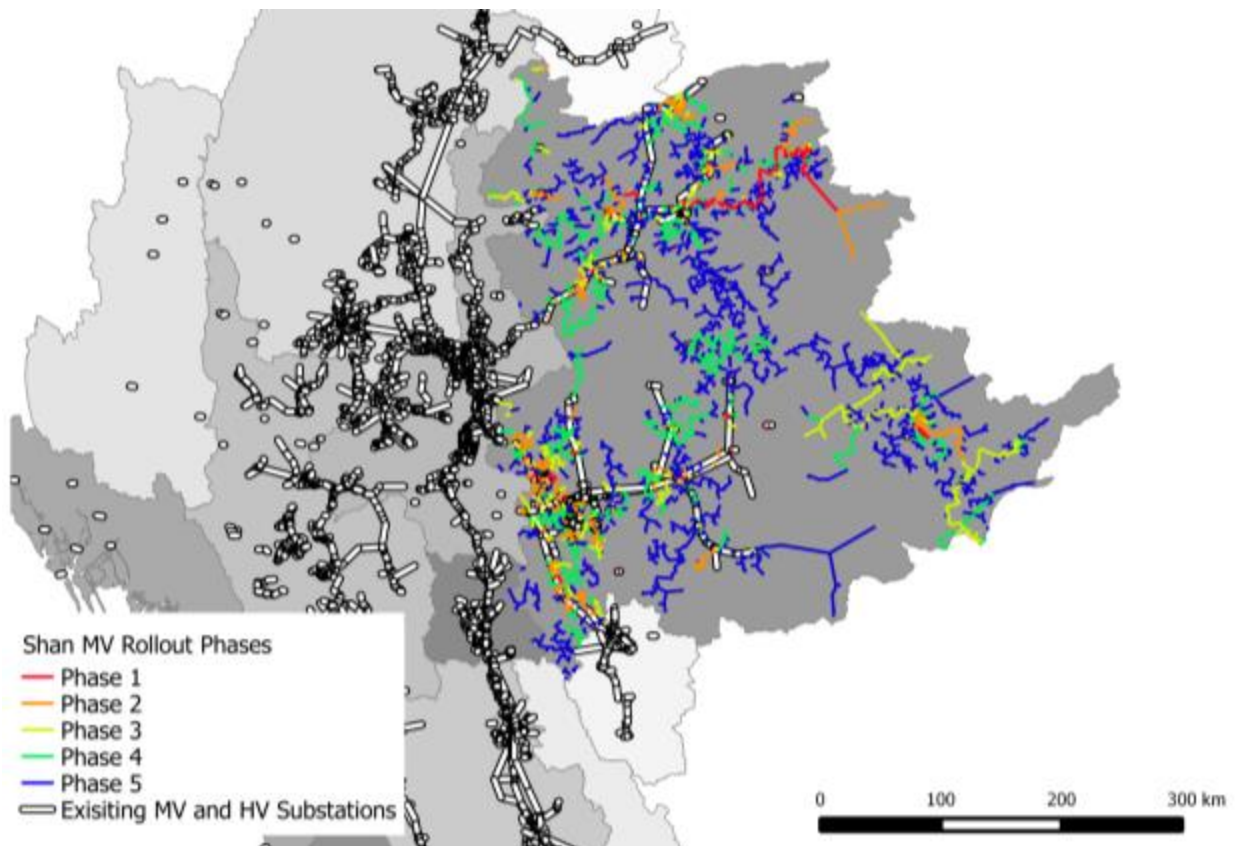 Shan MV Rollout Phases
Phase 1
Phase 2
Phase 3
Phase 4
Phase 5
Exisiting MV and HV Substations
0 100 200 300 km